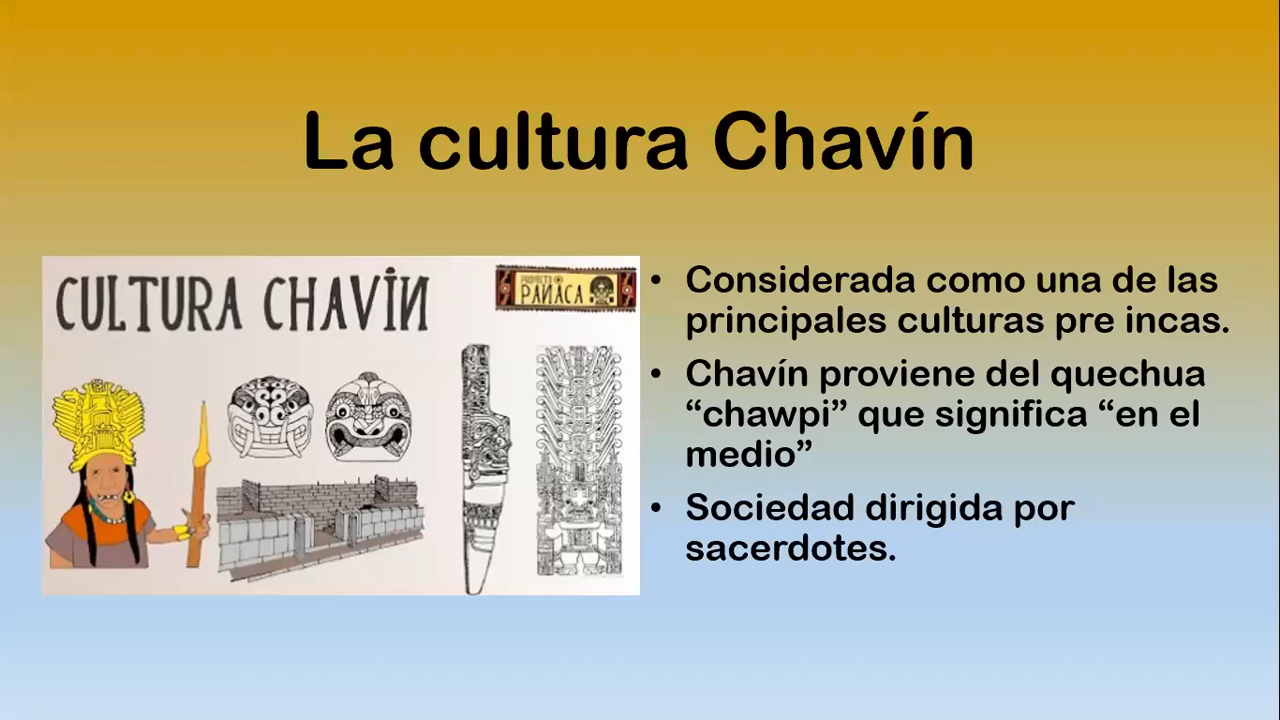 La cultura Chavín
CULTURA CHAVÍN
PROYECTO
PANACA
• Considerada como una de las
principales culturas pre incas.
• Chavín proviene del quechua
“chawpi” que significa “en el
medio”
• Sociedad dirigida por
sacerdotes.